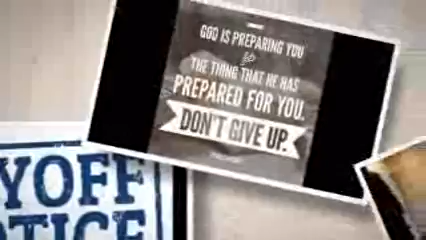 GOD IS PREPARING YOU
for
THE THING THAT HE HAS
PREPARED FOR YOU.
DON'T GIVE UP.
YOFF
OTICE